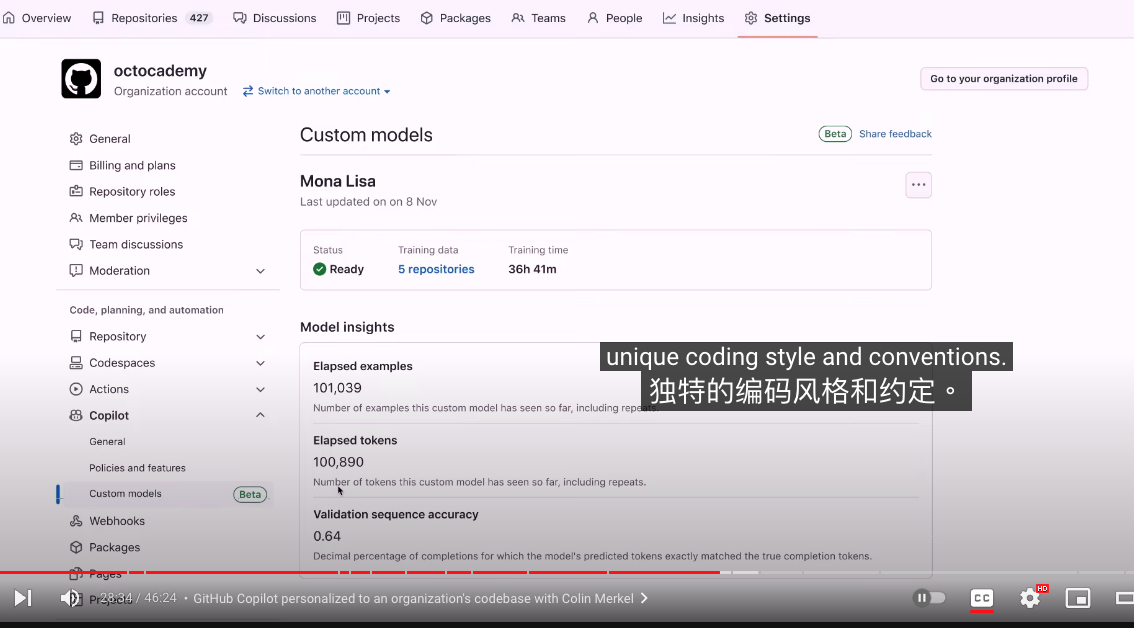 Overview Repositories 427 Discussions Projects Packages Teams People Insights Settings
octocademy
Organization account Switch to another account
Go to your organization profile
General
Billing and plans
Repository roles
Member privileges
Team discussions
Moderation
Code, planning, and automation
Repository
Codespaces
Actions
Copilot
General
Policies and features
Custom models Beta
Webhooks
Packages
Pages
Projects
Custom models
Beta Share feedback
Mona Lisa
Last updated on on 8 Nov
Status Training data Training time
Ready 5 repositories 36h 41m
Model insights
Elapsed examples
101,039
Number of examples this custom model has seen so far, including repeats.
Elapsed tokens
100,890
Number of tokens this custom model has seen so far, including repeats.
Validation sequence accuracy
0.64
Decimal percentage of completions for which the model's predicted tokens exactly matched the true completion tokens.
unique coding style and conventions.
独特的编码风格和约定。
28:34 / 46:24 • GitHub Copilot personalized to an organization's codebase with Colin Merkel
CC HD